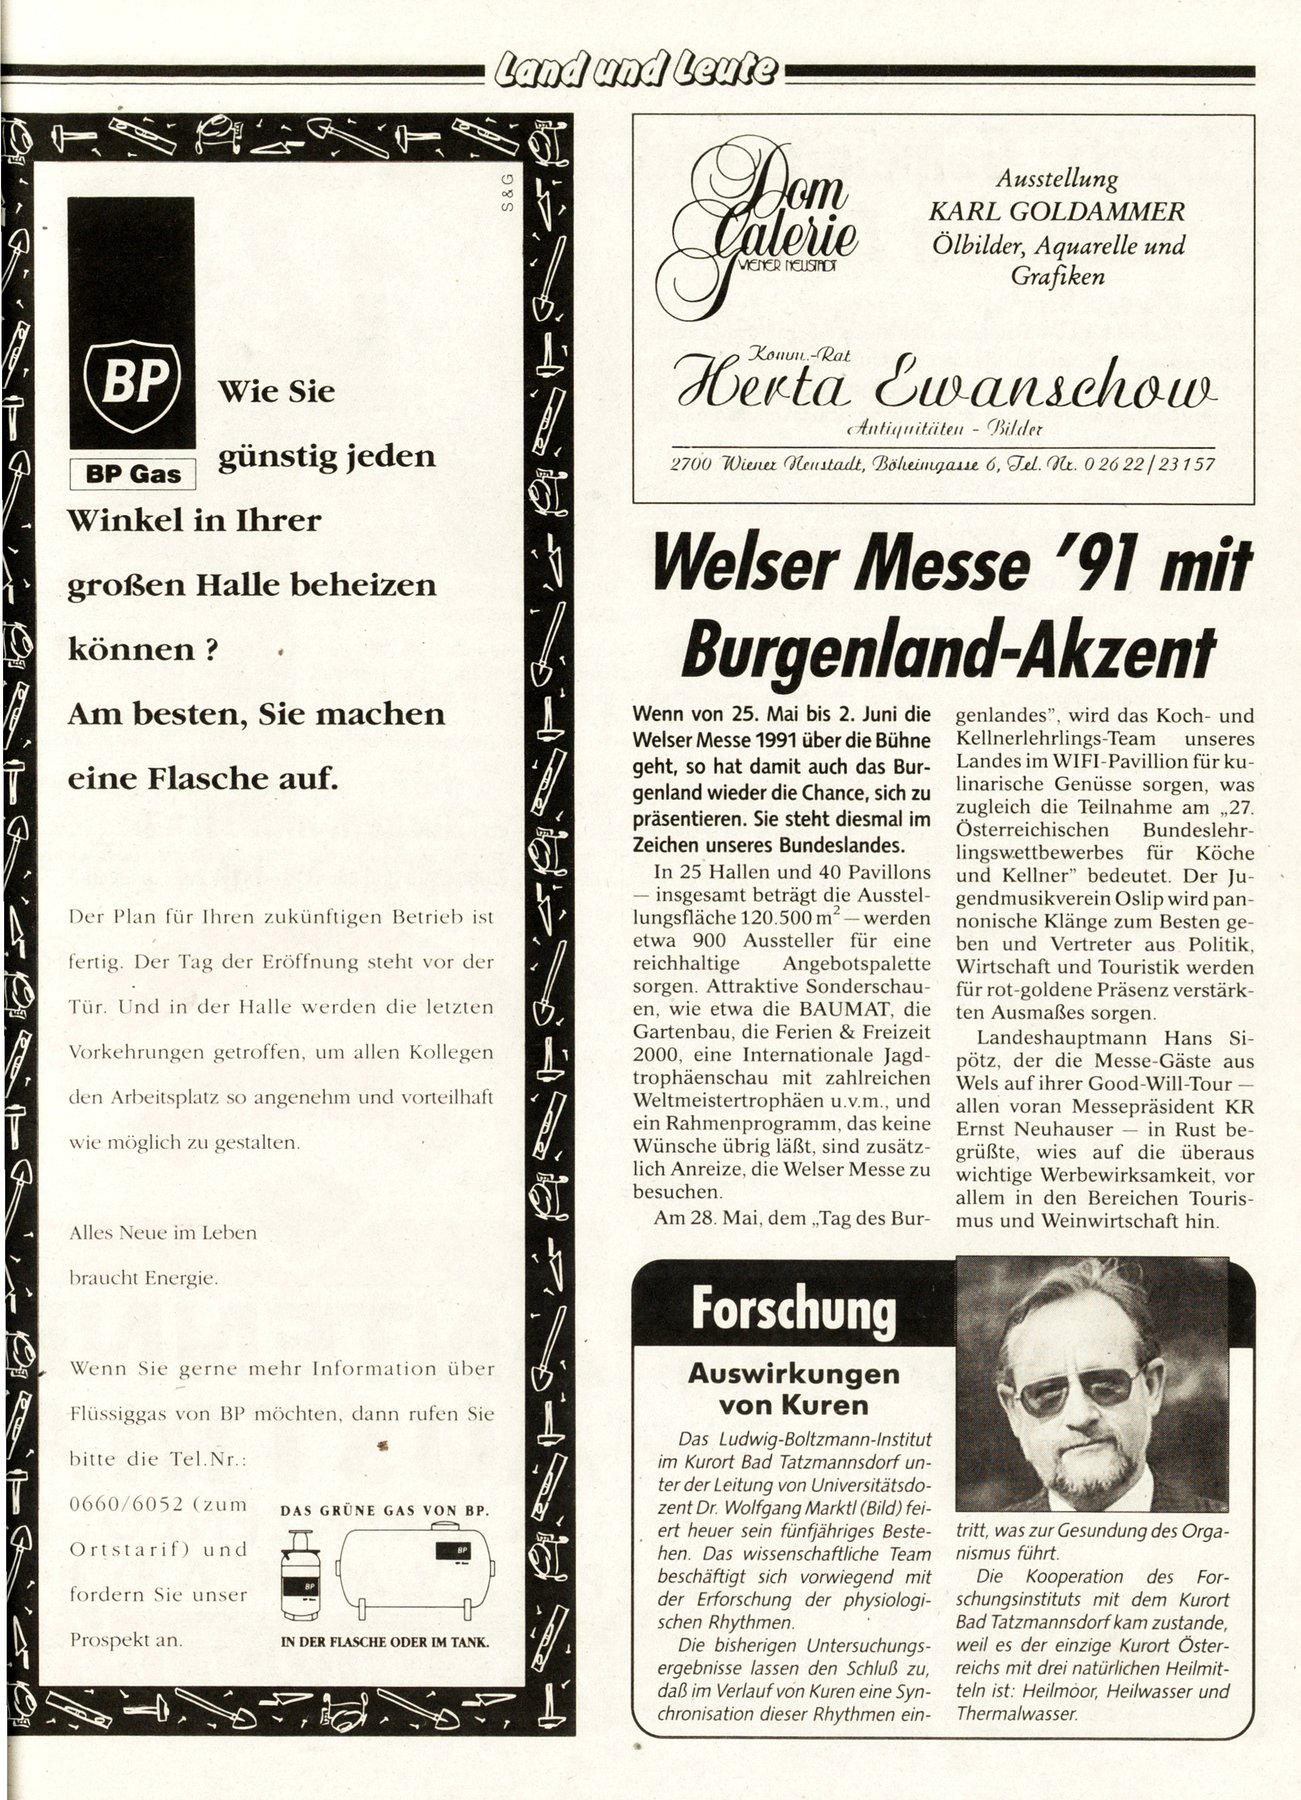 Land und Leute
S & G
BP
BP Gas
Wie Sie
günstig jeden
Winkel in Ihrer
großen Halle beheizen
können ?
Am besten, Sie machen
eine Flasche auf.
Der Plan für Ihren zukünftigen Betrieb ist
fertig. Der Tag der Eröffnung steht vor der
Tür. Und in der Halle werden die letzten
Vorkehrungen getroffen, um allen Kollegen
den Arbeitsplatz so angenehm und vorteilhaft
wie möglich zu gestalten.
Alles Neue im Leben
braucht Energie.
Wenn Sie gerne mehr Information über
Flüssiggas von BP möchten, dann rufen Sie
bitte die Tel.Nr.:
0660/6052 (zum
Ortstarif) und
fordern Sie unser
Prospekt an.
DAS GRÜNE GAS VON BP.
BP
BP
IN DER FLASCHE ODER IM TANK.
Dom
Galerie
WIENER NEUSTADT
Ausstellung
KARL GOLDAMMER
Ölbilder, Aquarelle und
Grafiken
Komm.-Rat
Herta Ewanschow
Antiquitäten - Bilder
2700 Wiener Neustadt, Böheimgasse 6, Tel. Nr. 0 26 22 / 23 1 57
Welser Messe ’91 mit
Burgenland-Akzent
Wenn von 25. Mai bis 2. Juni die
Welser Messe 1991 über die Bühne
geht, so hat damit auch das Bur-
genland wieder die Chance, sich zu
präsentieren. Sie steht diesmal im
Zeichen unseres Bundeslandes.
In 25 Hallen und 40 Pavillons
— insgesamt beträgt die Ausstel-
lungsfläche 120.500 m² — werden
etwa 900 Aussteller für eine
reichhaltige Angebotspalette
sorgen. Attraktive Sonderschau-
en, wie etwa die BAUMAT, die
Gartenbau, die Ferien & Freizeit
2000, eine Internationale Jagd-
trophäenschau mit zahlreichen
Weltmeistertrophäen u.v.m., und
ein Rahmenprogramm, das keine
Wünsche übrig läßt, sind zusätz-
lich Anreize, die Welser Messe zu
besuchen.
Am 28. Mai, dem „Tag des Bur-
genlandes”, wird das Koch- und
Kellnerlehrlings-Team unseres
Landes im WIFI-Pavillion für ku-
linarische Genüsse sorgen, was
zugleich die Teilnahme am „27.
Österreichischen Bundeslehr-
lingswettbewerbes für Köche
und Kellner” bedeutet. Der Ju-
gendmusikverein Oslip wird pan-
nonische Klänge zum Besten ge-
ben und Vertreter aus Politik,
Wirtschaft und Touristik werden
für rot-goldene Präsenz verstärk-
ten Ausmaßes sorgen.
Landeshauptmann Hans Si-
pötz, der die Messe-Gäste aus
Wels auf ihrer Good-Will-Tour —
allen voran Messepräsident KR
Ernst Neuhauser — in Rust be-
grüßte, wies auf die überaus
wichtige Werbewirksamkeit, vor
allem in den Bereichen Touris-
mus und Weinwirtschaft hin.
Forschung
Auswirkungen
von Kuren
Das Ludwig-Boltzmann-Institut
im Kurort Bad Tatzmannsdorf un-
ter der Leitung von Universitätsdo-
zent Dr. Wolfgang Marktl (Bild) fei-
ert heuer sein fünfjähriges Beste-
hen. Das wissenschaftliche Team
beschäftigt sich vorwiegend mit
der Erforschung der physiologi-
schen Rhythmen.
Die bisherigen Untersuchungs-
ergebnisse lassen den Schluß zu,
daß im Verlauf von Kuren eine Syn-
chronisation dieser Rhythmen ein-
tritt, was zur Gesundung des Orga-
nismus führt.
Die Kooperation des For-
schungsinstituts mit dem Kurort
Bad Tatzmannsdorf kam zustande,
weil es der einzige Kurort Öster-
reichs mit drei natürlichen Heilmit-
teln ist: Heilmoor, Heilwasser und
Thermalwasser.